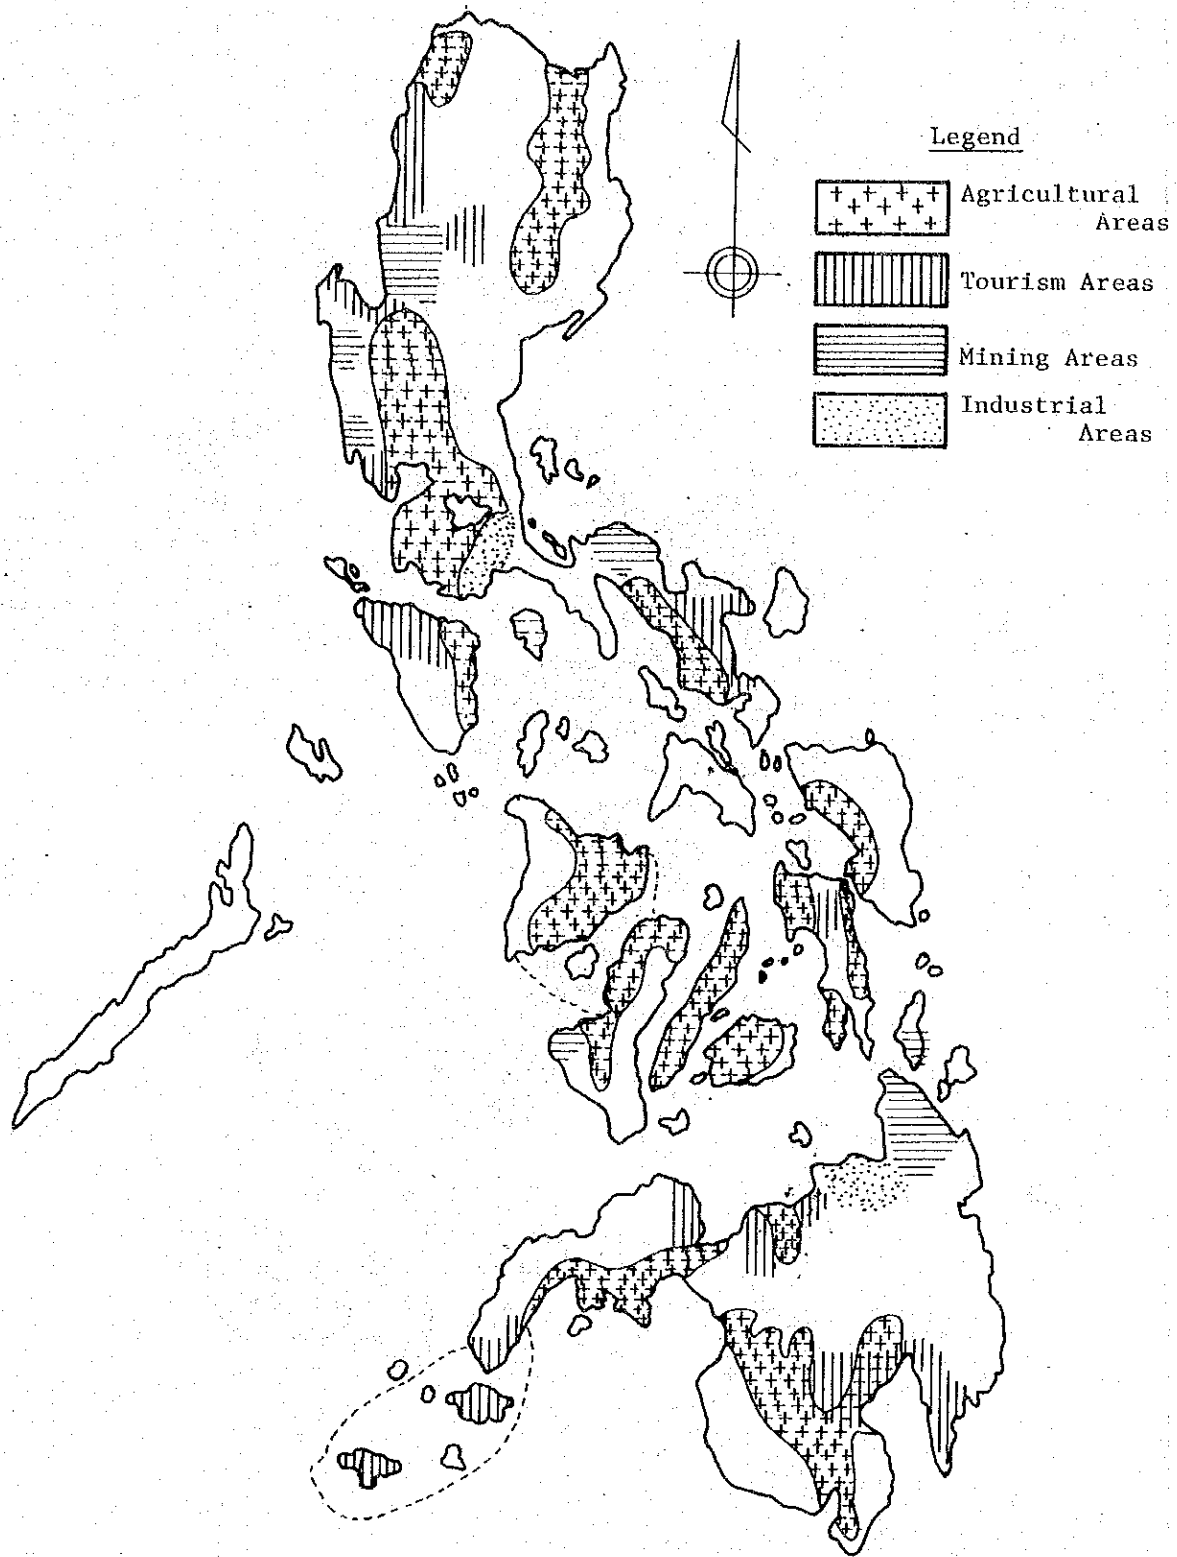 Legend
Agricultural
Areas
Tourism Areas
Mining Areas
Industrial
Areas